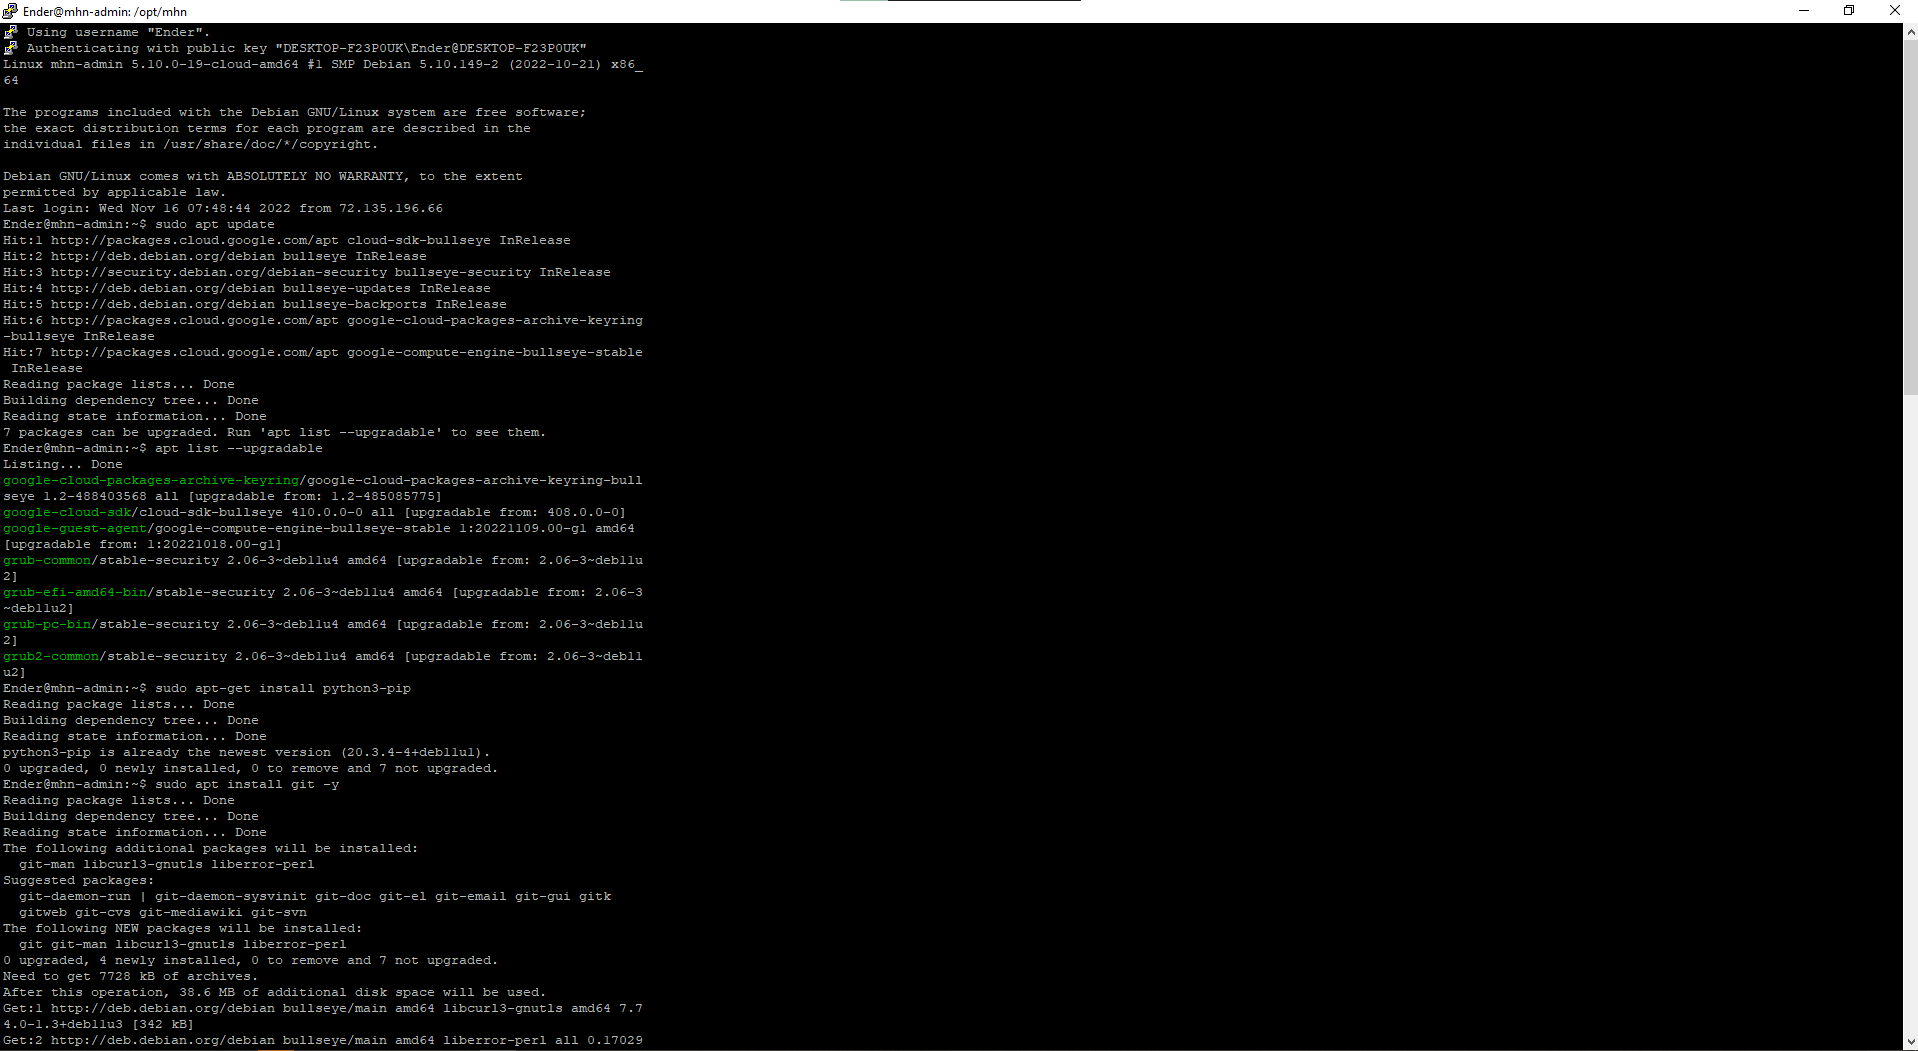 Ender@mhn-admin: /opt/mhn
Using username "Ender".
Authenticating with public key "DESKTOP-F23P0UK\Ender@DESKTOP-F23P0UK"
Linux mhn-admin 5.10.0-19-cloud-amd64 #1 SMP Debian 5.10.149-2 (2022-10-21) x86_
64
The programs included with the Debian GNU/Linux system are free software;
the exact distribution terms for each program are described in the
individual files in /usr/share/doc/*/copyright.
Debian GNU/Linux comes with ABSOLUTELY NO WARRANTY, to the extent
permitted by applicable law.
Last login: Wed Nov 16 07:48:44 2022 from 72.135.196.66
Ender@mhn-admin:~$ sudo apt update
Hit:1 http://packages.cloud.google.com/apt cloud-sdk-bullseye InRelease
Hit:2 http://deb.debian.org/debian bullseye InRelease
Hit:3 http://security.debian.org/debian-security bullseye-security InRelease
Hit:4 http://deb.debian.org/debian bullseye-updates InRelease
Hit:5 http://deb.debian.org/debian bullseye-backports InRelease
Hit:6 http://packages.cloud.google.com/apt google-cloud-packages-archive-keyring
-bullseye InRelease
Hit:7 http://packages.cloud.google.com/apt google-compute-engine-bullseye-stable
 InRelease
Reading package lists... Done
Building dependency tree... Done
Reading state information... Done
7 packages can be upgraded. Run 'apt list --upgradable' to see them.
Ender@mhn-admin:~$ apt list --upgradable
Listing... Done
google-cloud-packages-archive-keyring/google-cloud-packages-archive-keyring-bull
seye 1.2-488403568 all [upgradable from: 1.2-485085775]
google-cloud-sdk/cloud-sdk-bullseye 410.0.0-0 all [upgradable from: 408.0.0-0]
google-guest-agent/google-compute-engine-bullseye-stable 1:20221109.00-g1 amd64
[upgradable from: 1:20221018.00-g1]
grub-common/stable-security 2.06-3~deb11u4 amd64 [upgradable from: 2.06-3~deb11u
2]
grub-efi-amd64-bin/stable-security 2.06-3~deb11u4 amd64 [upgradable from: 2.06-3
~deb11u2]
grub-pc-bin/stable-security 2.06-3~deb11u4 amd64 [upgradable from: 2.06-3~deb11u
2]
grub2-common/stable-security 2.06-3~deb11u4 amd64 [upgradable from: 2.06-3~deb11
u2]
Ender@mhn-admin:~$ sudo apt-get install python3-pip
Reading package lists... Done
Building dependency tree... Done
Reading state information... Done
python3-pip is already the newest version (20.3.4-4+deb11u1).
0 upgraded, 0 newly installed, 0 to remove and 7 not upgraded.
Ender@mhn-admin:~$ sudo apt install git -y
Reading package lists... Done
Building dependency tree... Done
Reading state information... Done
The following additional packages will be installed:
  git-man libcurl3-gnutls liberror-perl
Suggested packages:
  git-daemon-run | git-daemon-sysvinit git-doc git-el git-email git-gui gitk
  gitweb git-cvs git-mediawiki git-svn
The following NEW packages will be installed:
  git git-man libcurl3-gnutls liberror-perl
0 upgraded, 4 newly installed, 0 to remove and 7 not upgraded.
Need to get 7728 kB of archives.
After this operation, 38.6 MB of additional disk space will be used.
Get:1 http://deb.debian.org/debian bullseye/main amd64 libcurl3-gnutls amd64 7.7
4.0-1.3+deb11u3 [342 kB]
Get:2 http://deb.debian.org/debian bullseye/main amd64 liberror-perl all 0.17029